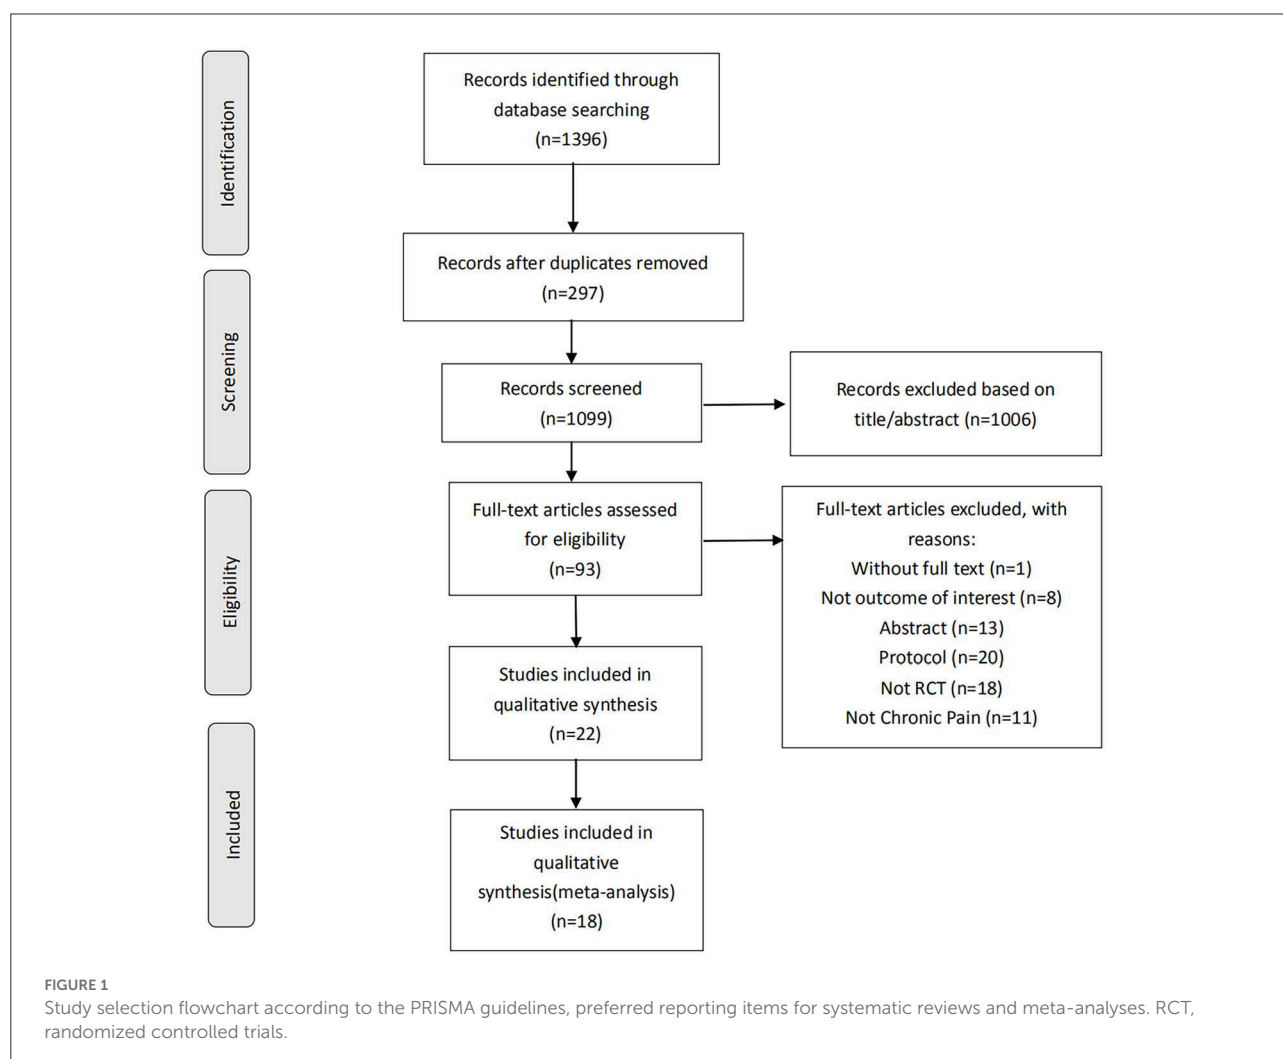 Identification
Records identified through
database searching
(n=1396)
Records after duplicates removed
(n=297)
Screening
Records screened
(n=1099)
Records excluded based on
title/abstract (n=1006)
Eligibility
Full-text articles assessed
for eligibility
(n=93)
Full-text articles excluded, with
reasons:
Without full text (n=1)
Not outcome of interest (n=8)
Abstract (n=13)
Protocol (n=20)
Not RCT (n=18)
Not Chronic Pain (n=11)
Studies included in
qualitative synthesis
(n=22)
Included
Studies included in
qualitative
synthesis(meta-analysis)
(n=18)
FIGURE 1
Study selection flowchart according to the PRISMA guidelines, preferred reporting items for systematic reviews and meta-analyses. RCT,
randomized controlled trials.